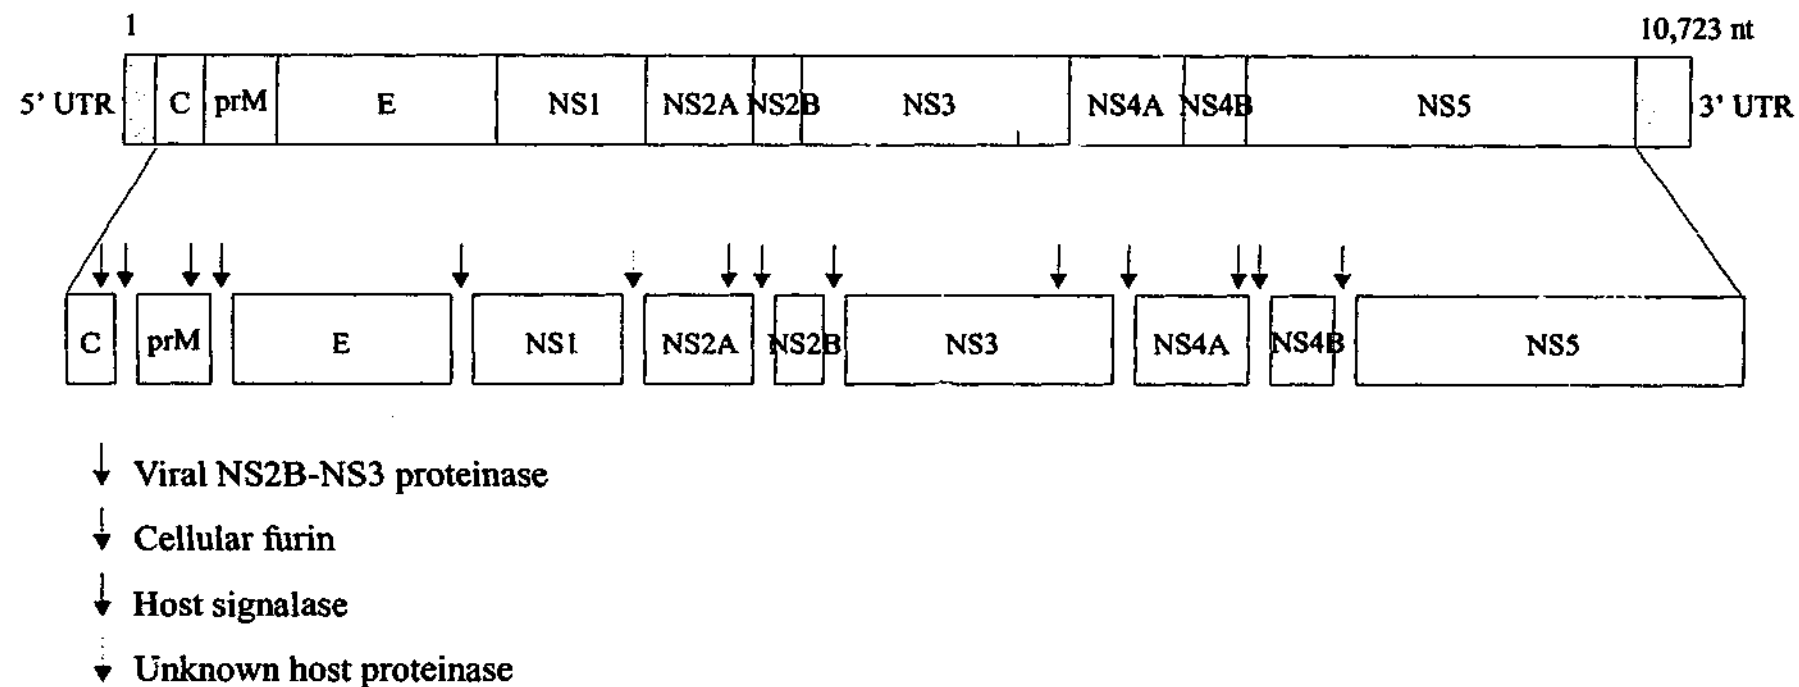 1 10,723 nt
5' UTR C prM E NS1 NS2A NS2B NS3 NS4A NS4B NS5 3' UTR
C prM E NS1 NS2A NS2B NS3 NS4A NS4B NS5
Viral NS2B-NS3 proteinase
Cellular furin
Host signalase
Unknown host proteinase